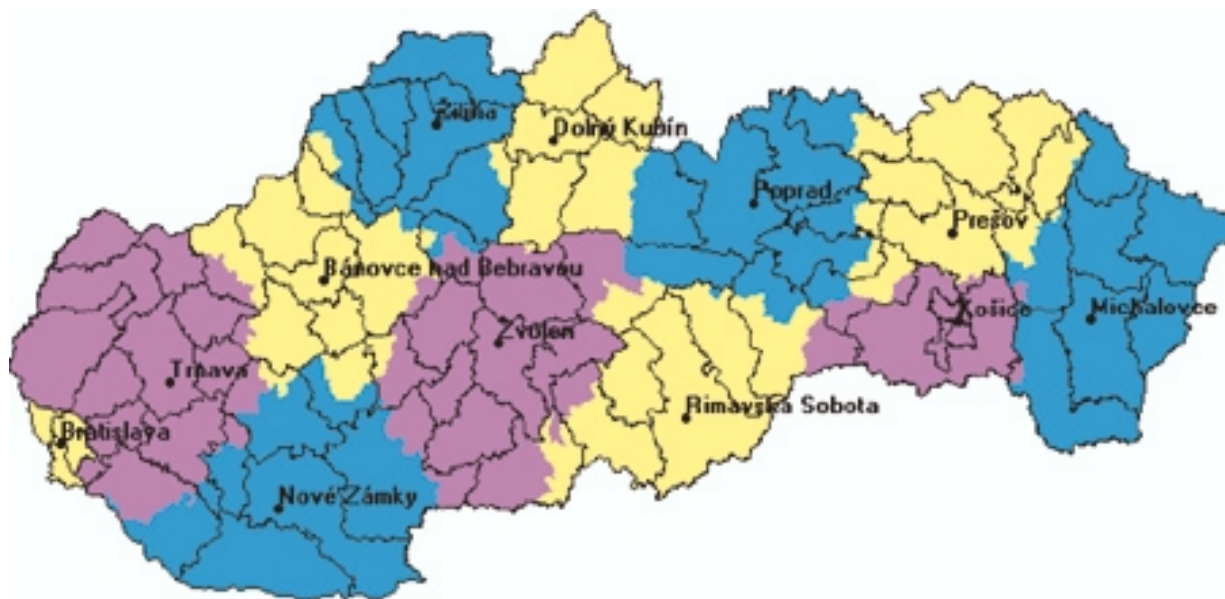 Žilina
Dolný Kubín
Poprad
Prešov
Bánovce nad Bebravou
Košice
Michalovce
Zvolen
Trnava
Rimavská Sobota
Bratislava
Nové Zámky